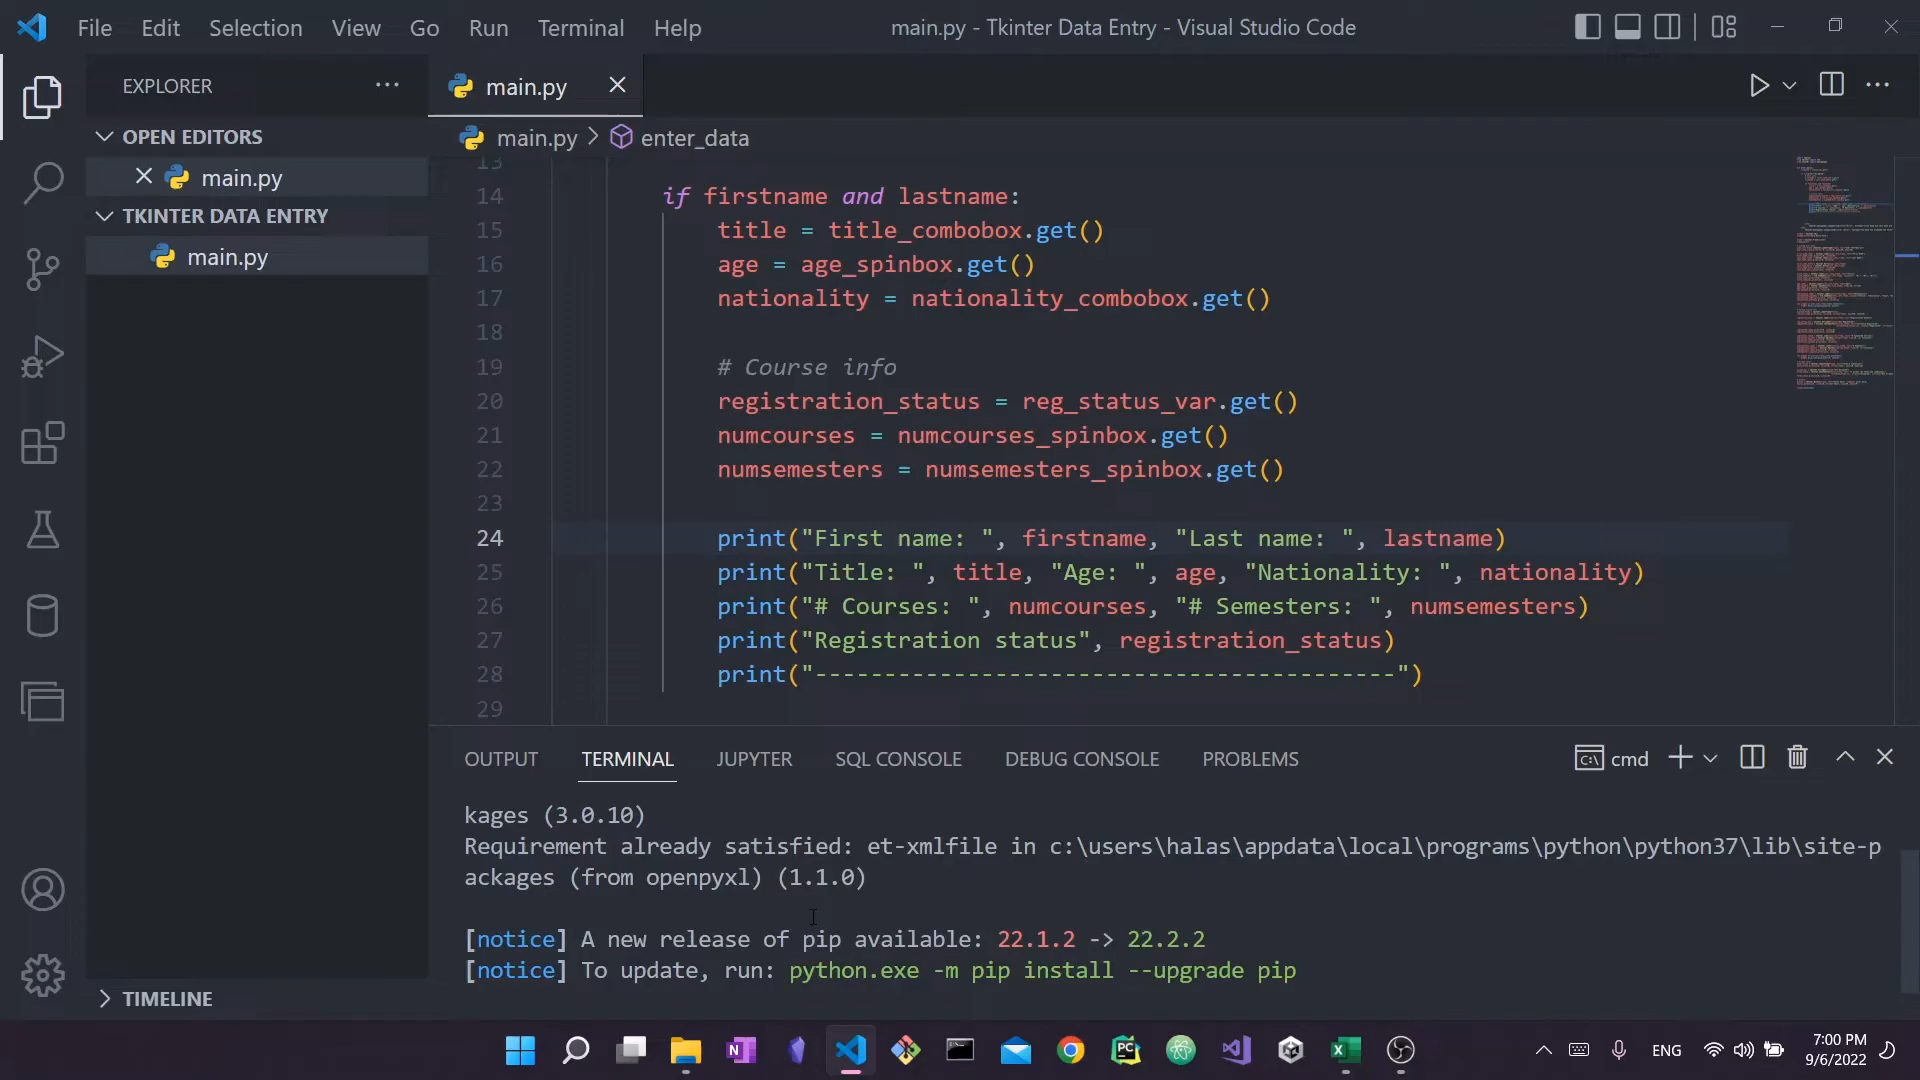 File Edit Selection View Go Run Terminal Help
main.py - Tkinter Data Entry - Visual Studio Code
EXPLORER
OPEN EDITORS
main.py
TKINTER DATA ENTRY
main.py
TIMELINE
main.py
main.py > enter_data
13
14 if firstname and lastname:
15 title = title_combobox.get()
16 age = age_spinbox.get()
17 nationality = nationality_combobox.get()
18
19 # Course info
20 registration_status = reg_status_var.get()
21 numcourses = numcourses_spinbox.get()
22 numsemesters = numsemesters_spinbox.get()
23
24 print("First name: ", firstname, "Last name: ", lastname)
25 print("Title: ", title, "Age: ", age, "Nationality: ", nationality)
26 print("# Courses: ", numcourses, "# Semesters: ", numsemesters)
27 print("Registration status", registration_status)
28 print("------------------------------------------")
29
OUTPUT TERMINAL JUPYTER SQL CONSOLE DEBUG CONSOLE PROBLEMS
cmd
kages (3.0.10)
Requirement already satisfied: et-xmlfile in c:\users\halas\appdata\local\programs\python\python37\lib\site-p
ackages (from openpyxl) (1.1.0)
[notice] A new release of pip available: 22.1.2 -> 22.2.2
[notice] To update, run: python.exe -m pip install --upgrade pip
ENG
7:00 PM
9/6/2022